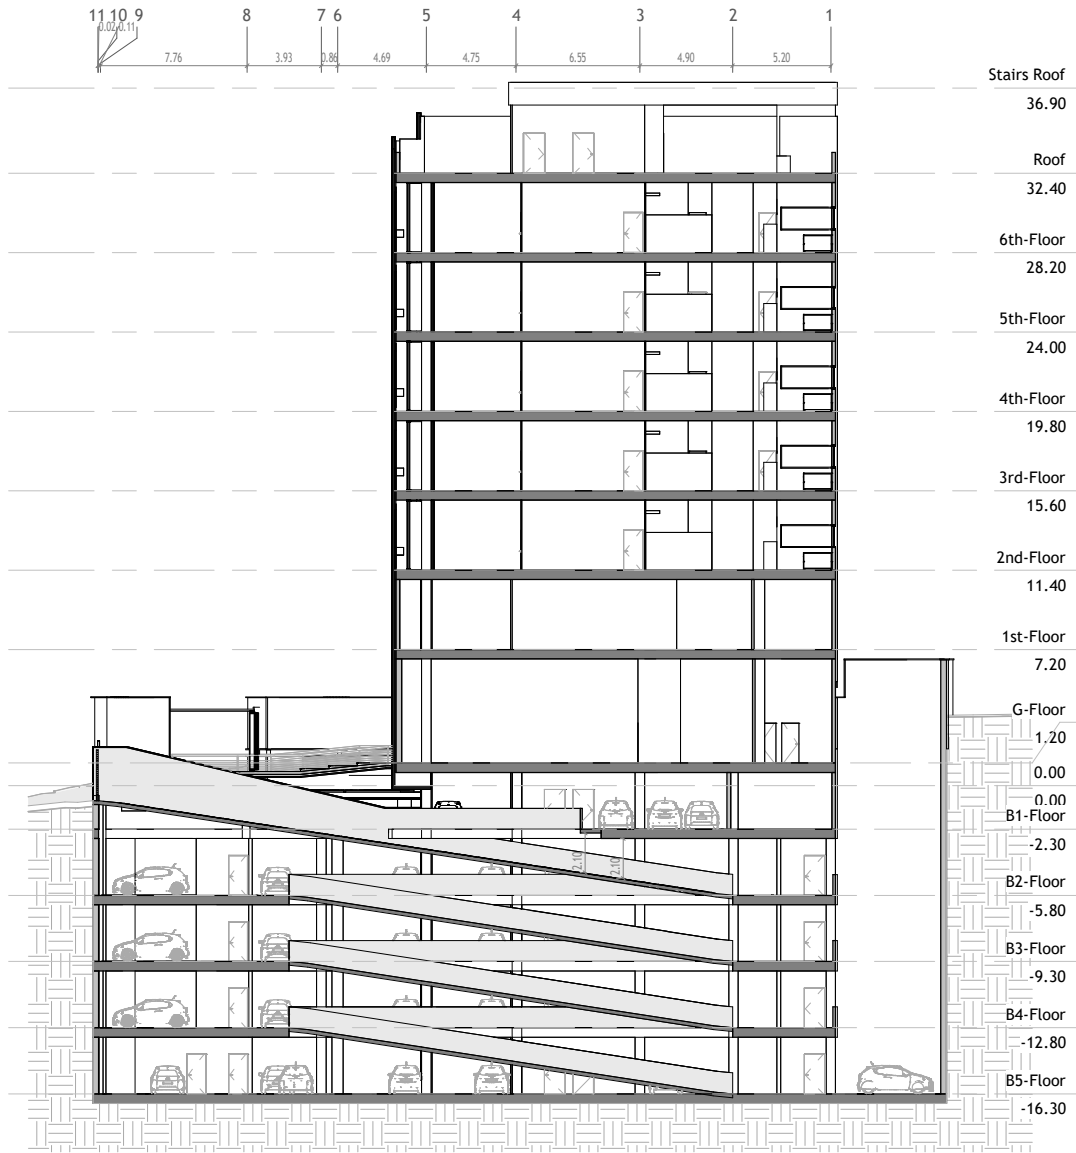 11 10 9 8 7 6 5 4 3 2 1
0.02 0.11
7.76 3.93 0.86 4.69 4.75 6.55 4.90 5.20
Stairs Roof
36.90
Roof
32.40
6th-Floor
28.20
5th-Floor
24.00
4th-Floor
19.80
3rd-Floor
15.60
2nd-Floor
11.40
1st-Floor
7.20
G-Floor
1.20
0.00
0.00
B1-Floor
-2.30
2.10 2.10
B2-Floor
-5.80
B3-Floor
-9.30
B4-Floor
-12.80
B5-Floor
-16.30